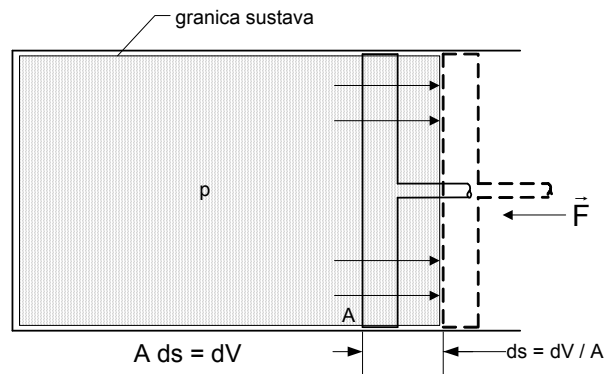 granica sustava
p
F
A
A ds = dV
ds = dV / A